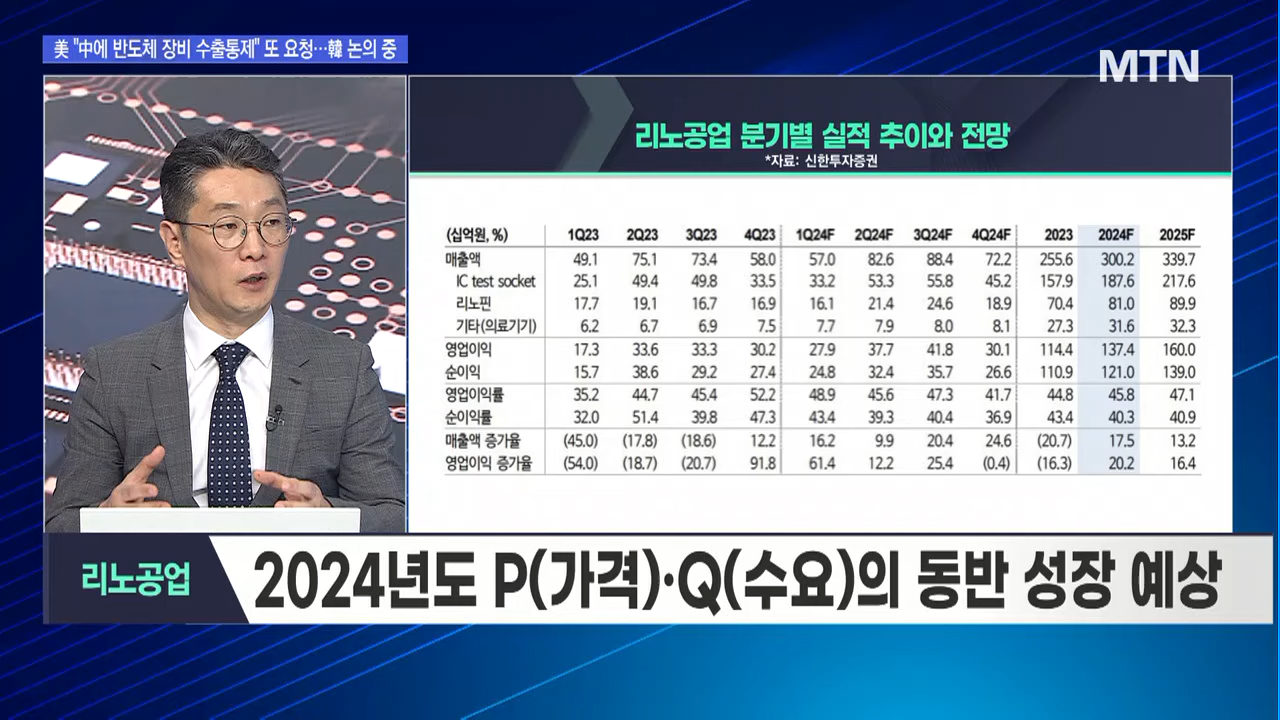 美 "中에 반도체 장비 수출통제" 또 요청…韓 논의 중
MTN
리노공업 분기별 실적 추이와 전망
*자료: 신한투자증권
(십억원, %) 1Q23 2Q23 3Q23 4Q23 1Q24F 2Q24F 3Q24F 4Q24F 2023 2024F 2025F
매출액 49.1 75.1 73.4 58.0 57.0 82.6 88.4 72.2 255.6 300.2 339.7
IC test socket 25.1 49.4 49.8 33.5 33.2 53.3 55.8 45.2 157.9 187.6 217.6
리노핀 17.7 19.1 16.7 16.9 16.1 21.4 24.6 18.9 70.4 81.0 89.9
기타(의료기기) 6.2 6.7 6.9 7.5 7.7 7.9 8.0 8.1 27.3 31.6 32.3
영업이익 17.3 33.6 33.3 30.2 27.9 37.7 41.8 30.1 114.4 137.4 160.0
순이익 15.7 38.6 29.2 27.4 24.8 32.4 35.7 26.6 110.9 121.0 139.0
영업이익률 35.2 44.7 45.4 52.2 48.9 45.6 47.3 41.7 44.8 45.8 47.1
순이익률 32.0 51.4 39.8 47.3 43.4 39.3 40.4 36.9 43.4 40.3 40.9
매출액 증가율 (45.0) (17.8) (18.6) 12.2 16.2 9.9 20.4 24.6 (20.7) 17.5 13.2
영업이익 증가율 (54.0) (18.7) (20.7) 91.8 61.4 12.2 25.4 (0.4) (16.3) 20.2 16.4
리노공업
2024년도 P(가격)·Q(수요)의 동반 성장 예상